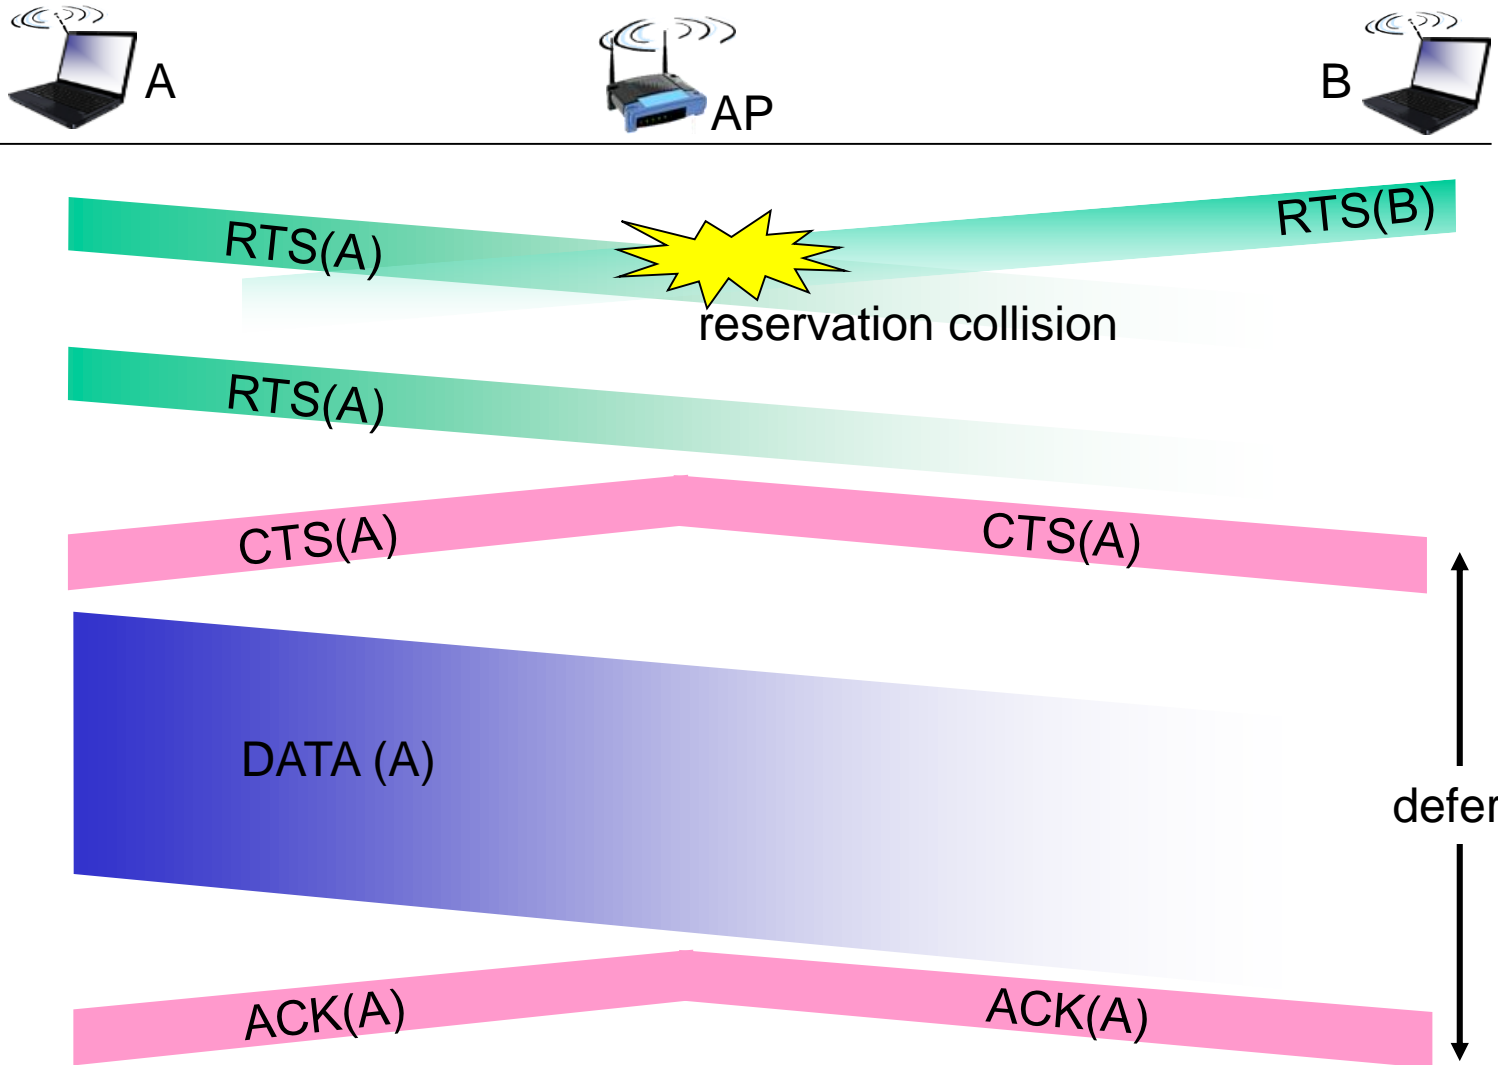 A
AP
B
RTS(A)
RTS(B)
reservation collision
RTS(A)
CTS(A)
CTS(A)
DATA (A)
defer
ACK(A)
ACK(A)